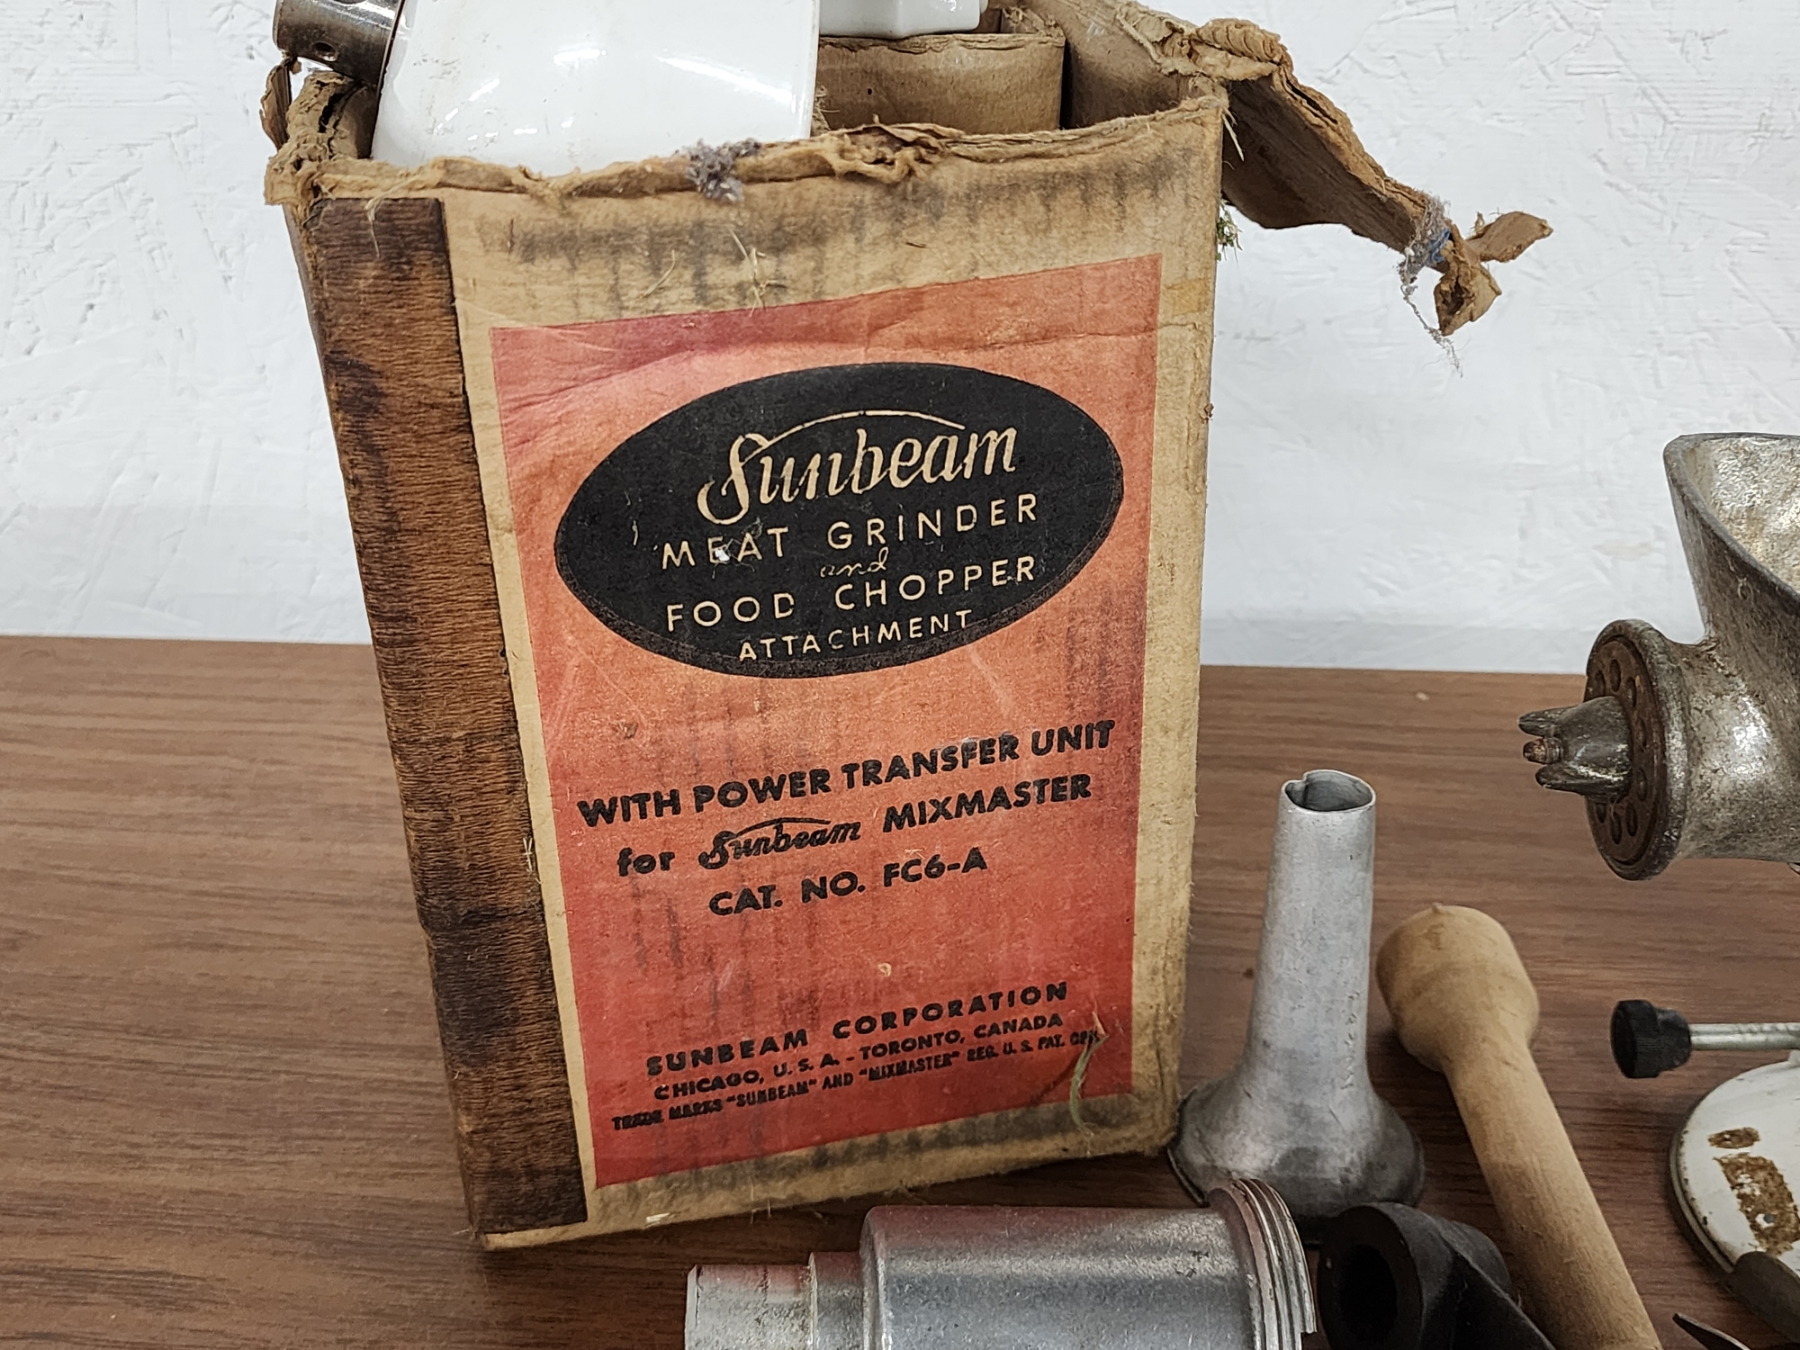 Sunbeam
MEAT GRINDER
and
FOOD CHOPPER
ATTACHMENT
WITH POWER TRANSFER UNIT
for Sunbeam MIXMASTER
CAT. NO. FC6-A
SUNBEAM CORPORATION
CHICAGO, U. S. A. - TORONTO, CANADA
TRADE MARKS "SUNBEAM" AND "MIXMASTER" REG. U. S. PAT. OFF.